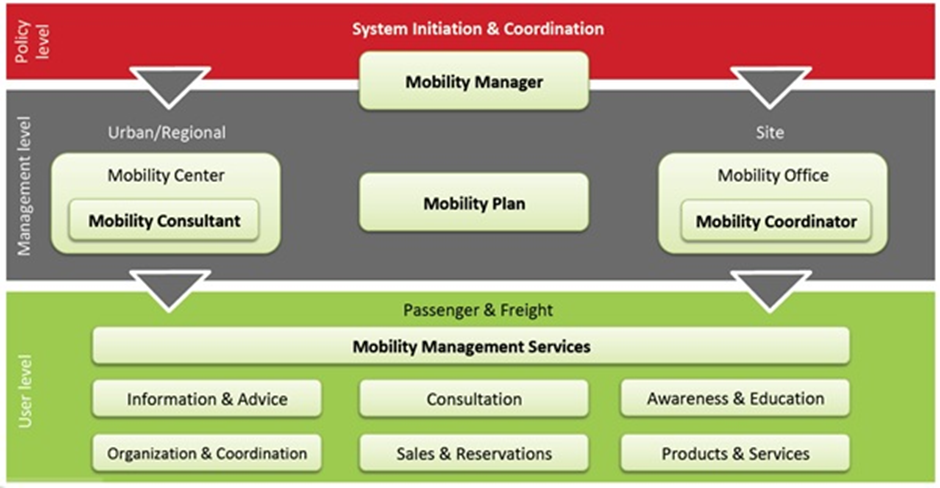 Policy
level
System Initiation & Coordination
Mobility Manager
Management level
Urban/Regional
Site
Mobility Center
Mobility Consultant
Mobility Plan
Mobility Office
Mobility Coordinator
User level
Passenger & Freight
Mobility Management Services
Information & Advice
Consultation
Awareness & Education
Organization & Coordination
Sales & Reservations
Products & Services